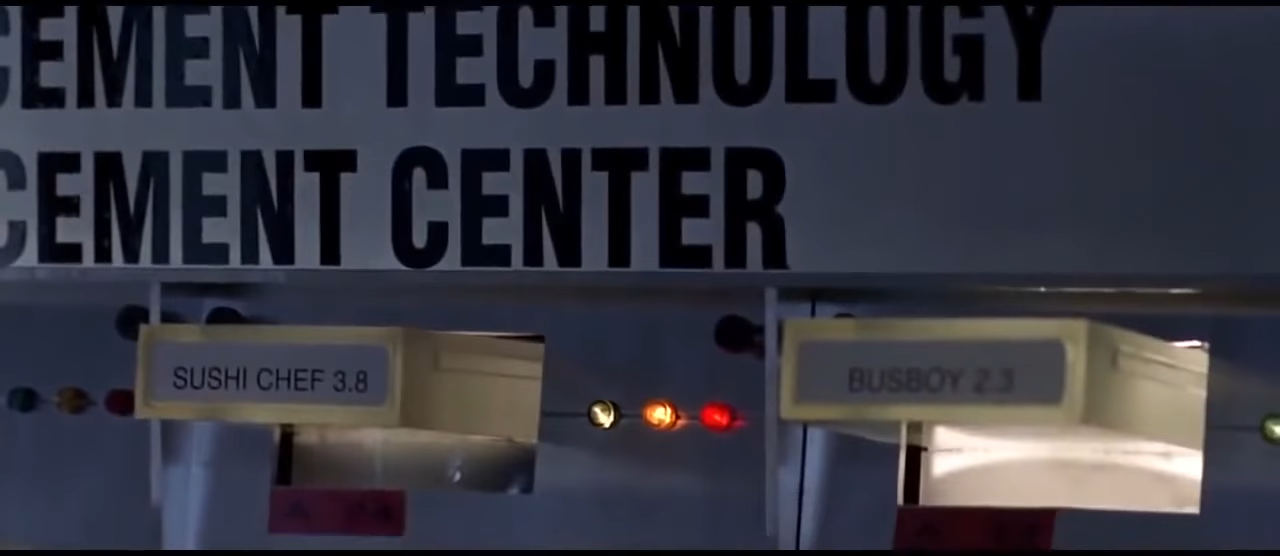 CEMENT TECHNOLOGY
CEMENT CENTER
SUSHI CHEF 3.8
BUSBOY 2.3